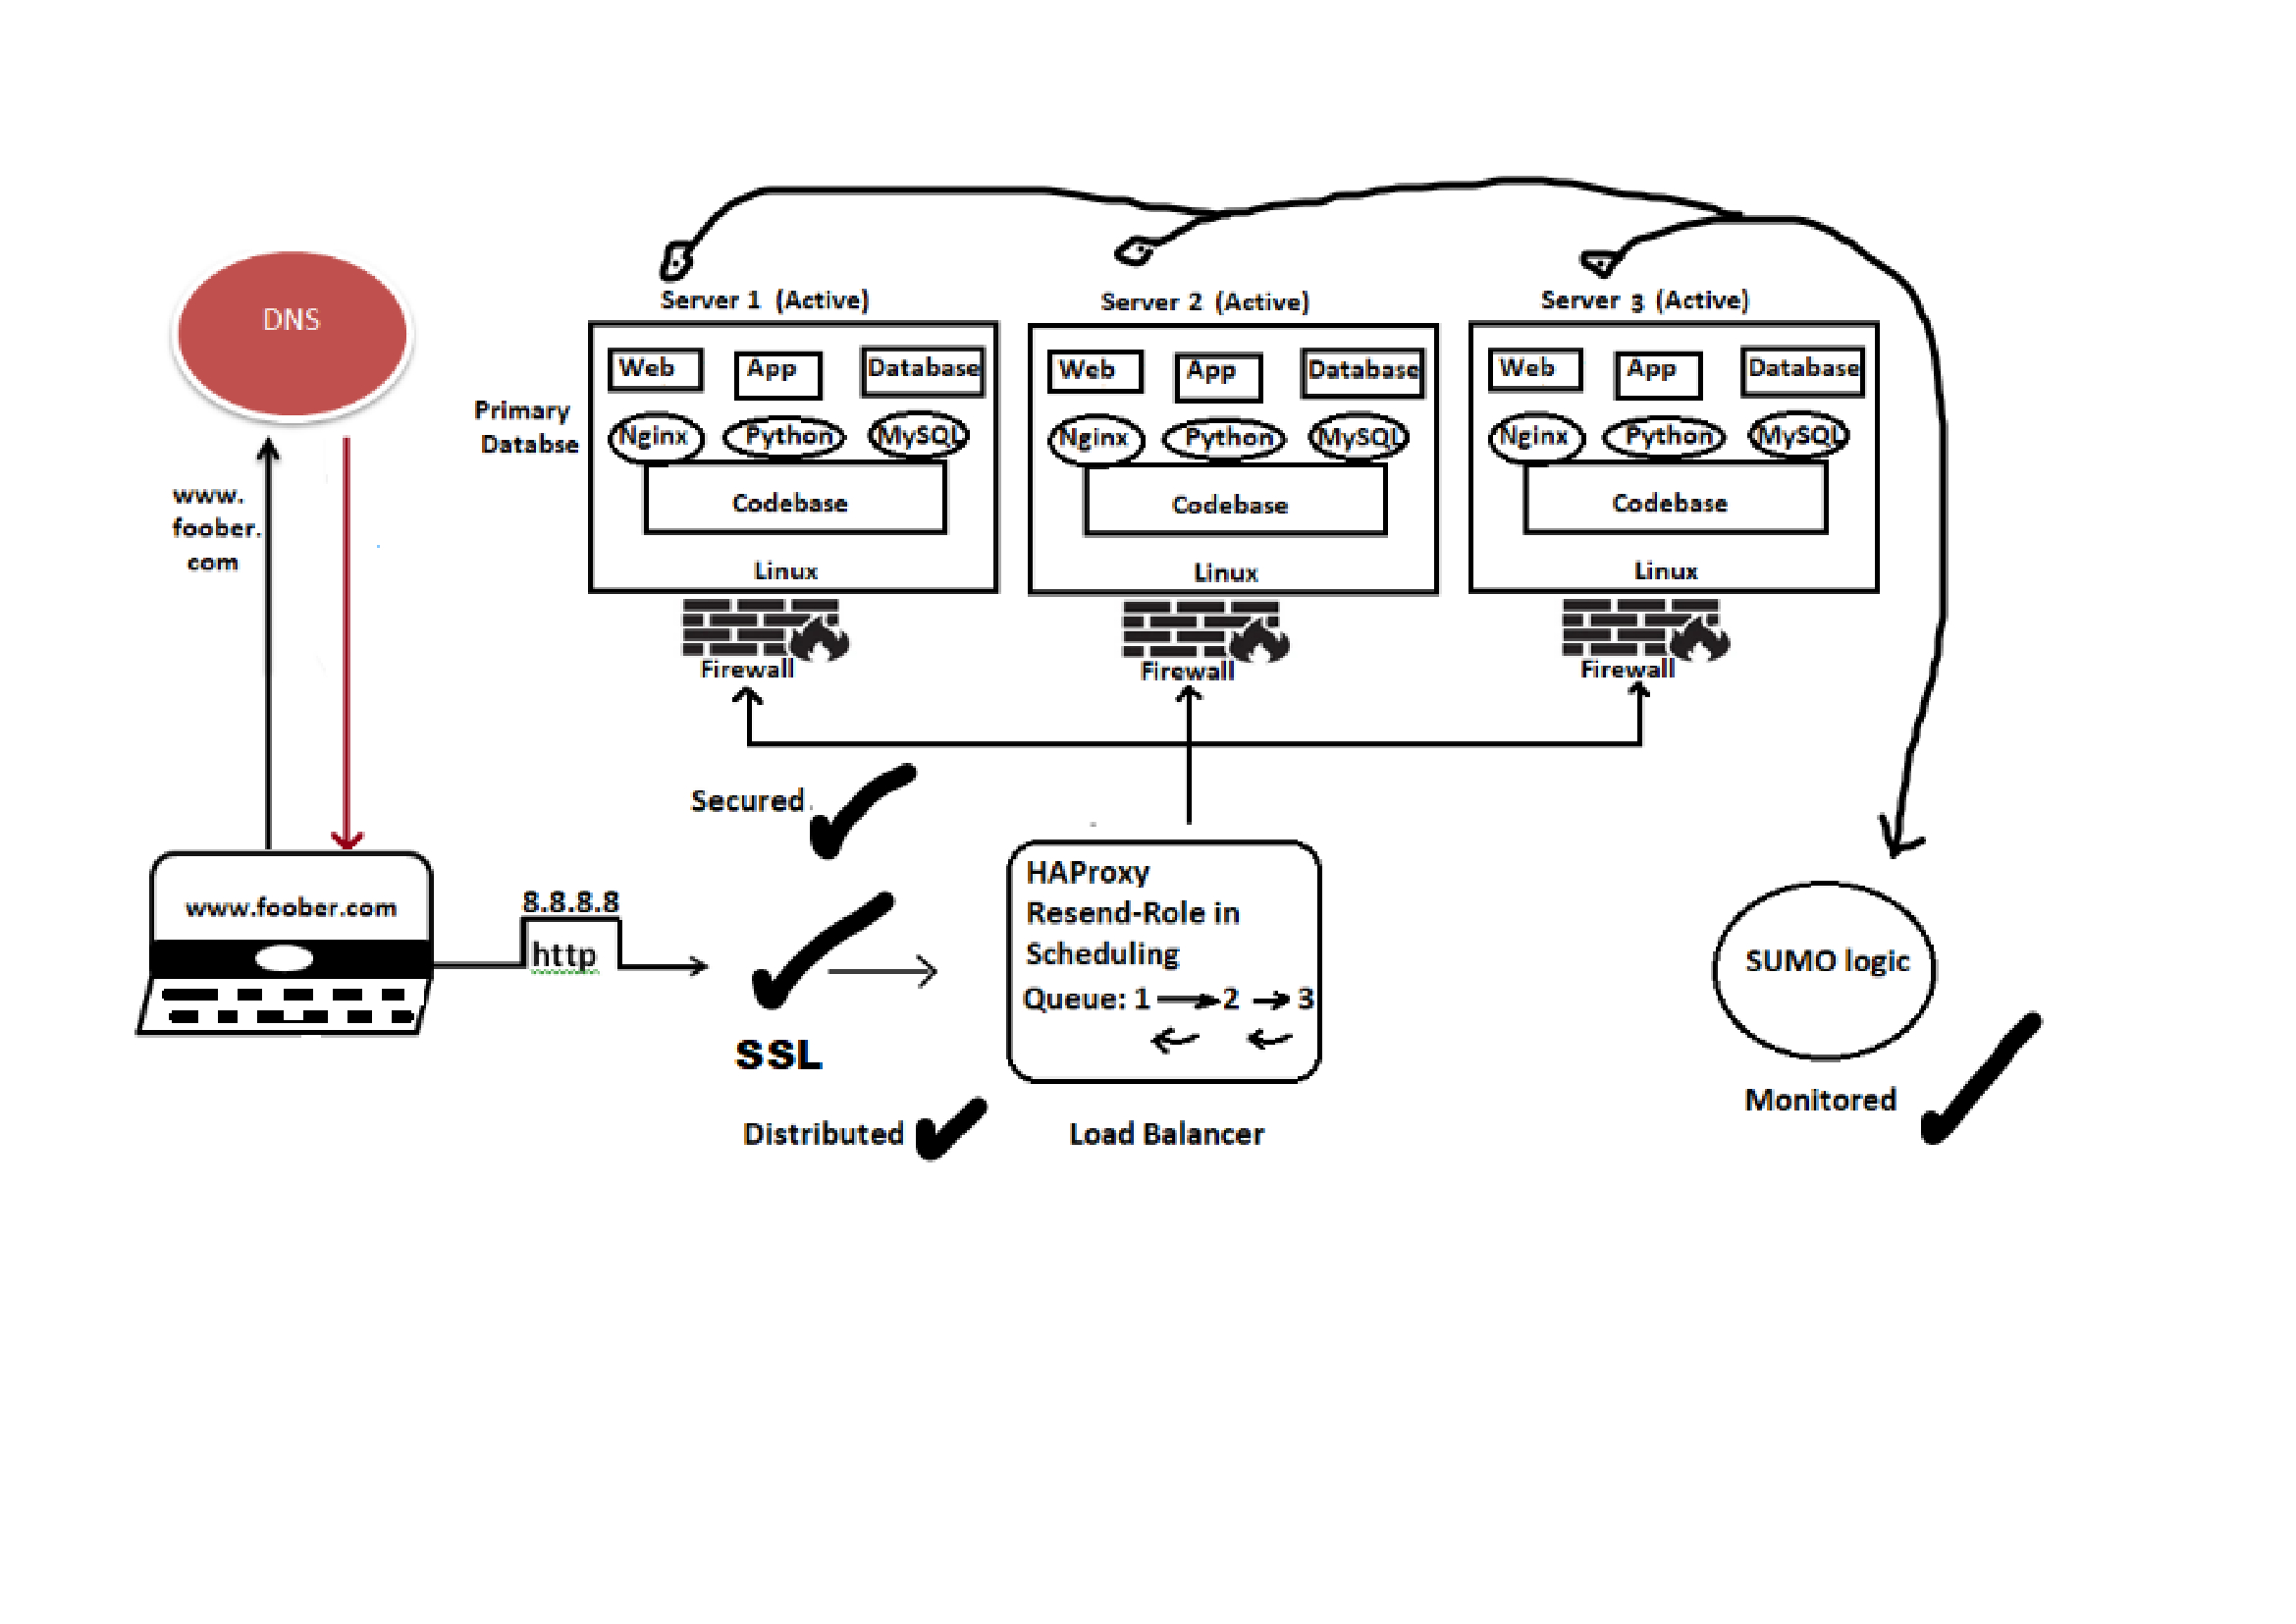 DNS
www.
foober.
com
www.foober.com
8.8.8.8
http
Primary
Databse
Server 1 (Active)
Web App Database
Nginx Python MySQL
Codebase
Linux
Firewall
Server 2 (Active)
Web App Database
Nginx Python MySQL
Codebase
Linux
Firewall
Server 3 (Active)
Web App Database
Nginx Python MySQL
Codebase
Linux
Firewall
Secured
SSL
Distributed
HAProxy
Resend-Role in
Scheduling
Queue: 1 2 3
Load Balancer
SUMO logic
Monitored